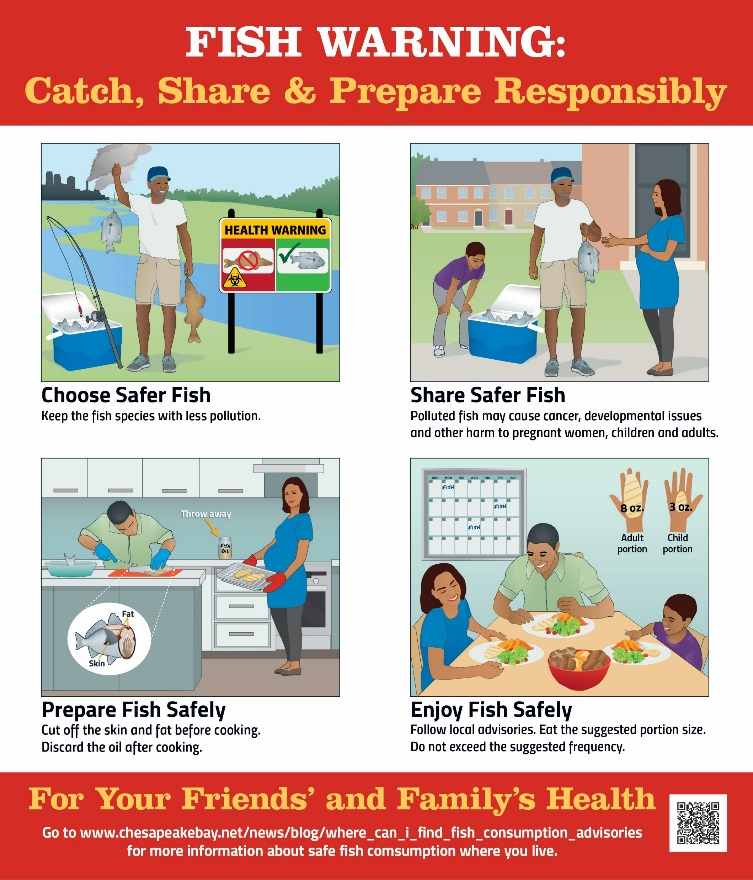 FISH WARNING:
Catch, Share & Prepare Responsibly
HEALTH WARNING
Choose Safer Fish
Keep the fish species with less pollution.
Share Safer Fish
Polluted fish may cause cancer, developmental issues
and other harm to pregnant women, children and adults.
Throw away
FISH
OIL
Fat
Skin
Prepare Fish Safely
Cut off the skin and fat before cooking.
Discard the oil after cooking.
FISH
FISH
FISH
8 oz.
3 oz.
Adult
portion
Child
portion
Enjoy Fish Safely
Follow local advisories. Eat the suggested portion size.
Do not exceed the suggested frequency.
For Your Friends' and Family's Health
Go to www.chesapeakebay.net/news/blog/where_can_i_find_fish_consumption_advisories
for more information about safe fish comsumption where you live.